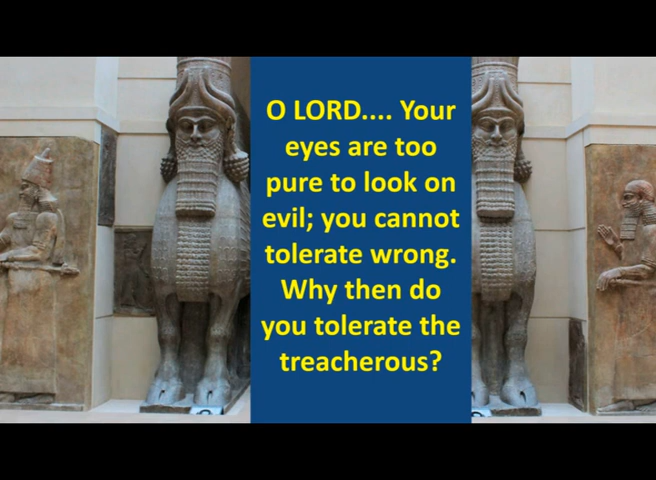 O LORD.... Your
eyes are too
pure to look on
evil; you cannot
tolerate wrong.
Why then do
you tolerate the
treacherous?